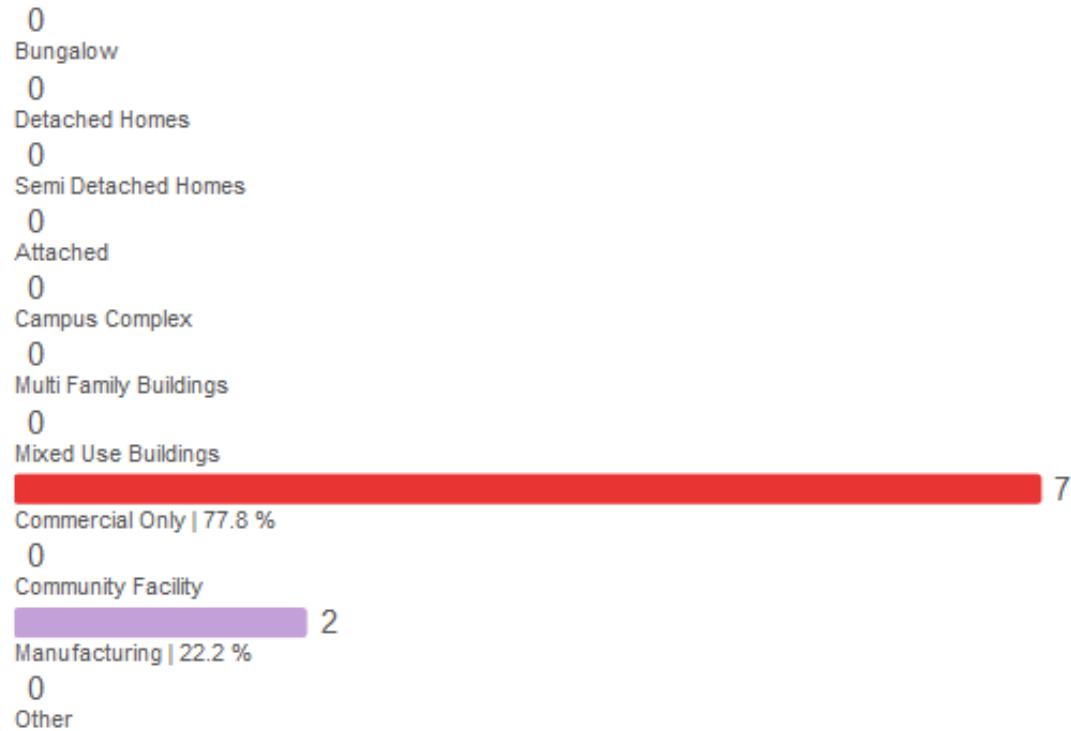 0
Bungalow
0
Detached Homes
0
Semi Detached Homes
0
Attached
0
Campus Complex
0
Multi Family Buildings
0
Mixed Use Buildings
7
Commercial Only | 77.8 %
0
Community Facility
2
Manufacturing | 22.2 %
0
Other